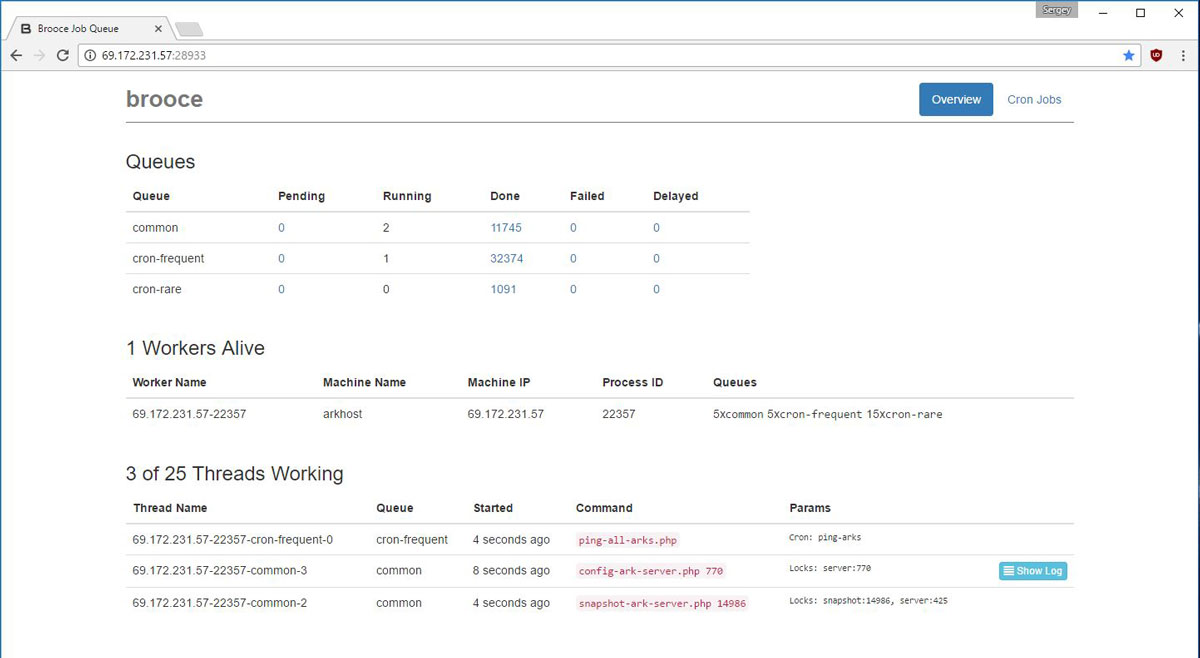 Sergey
Brooce Job Queue
69.172.231.57:28933
brooce
Overview Cron Jobs
Queues
Queue Pending Running Done Failed Delayed
common 0 2 11745 0 0
cron-frequent 0 1 32374 0 0
cron-rare 0 0 1091 0 0
1 Workers Alive
Worker Name Machine Name Machine IP Process ID Queues
69.172.231.57-22357 arkhost 69.172.231.57 22357 5xcommon 5xcron-frequent 15xcron-rare
3 of 25 Threads Working
Thread Name Queue Started Command Params
69.172.231.57-22357-cron-frequent-0 cron-frequent 4 seconds ago ping-all-arks.php Cron: ping-arks
69.172.231.57-22357-common-3 common 8 seconds ago config-ark-server.php 770 Locks: server:770 Show Log
69.172.231.57-22357-common-2 common 4 seconds ago snapshot-ark-server.php 14986 Locks: snapshot:14986, server:425